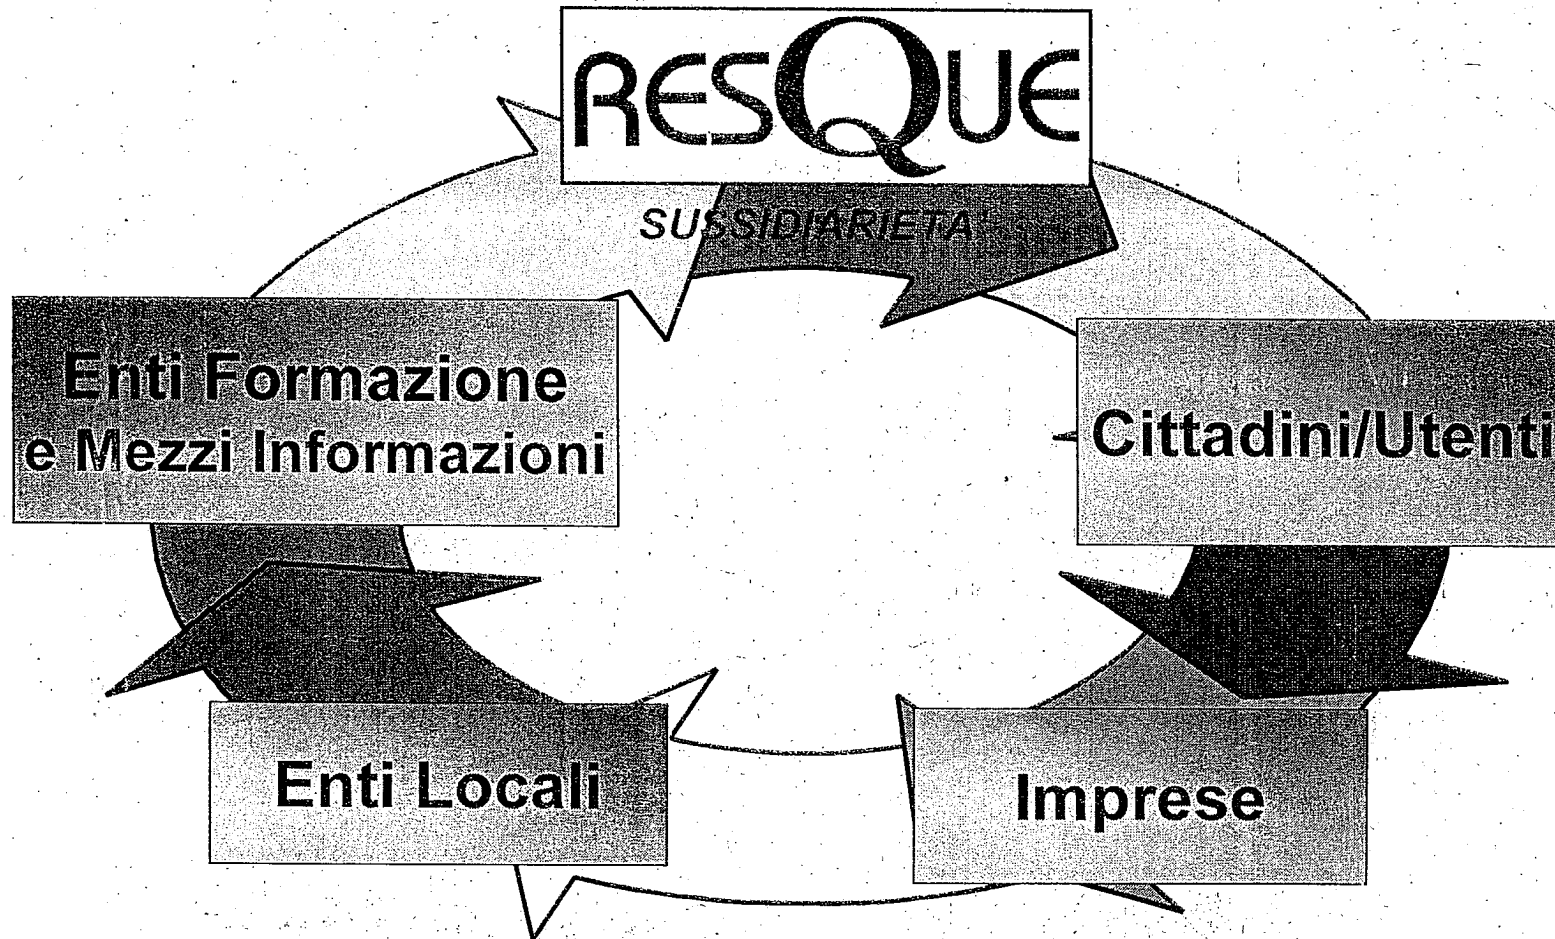 RESQUE
SUSSIDIARIETA'
Enti Formazione
e Mezzi Informazioni
Cittadini/Utenti
Enti Locali
Imprese